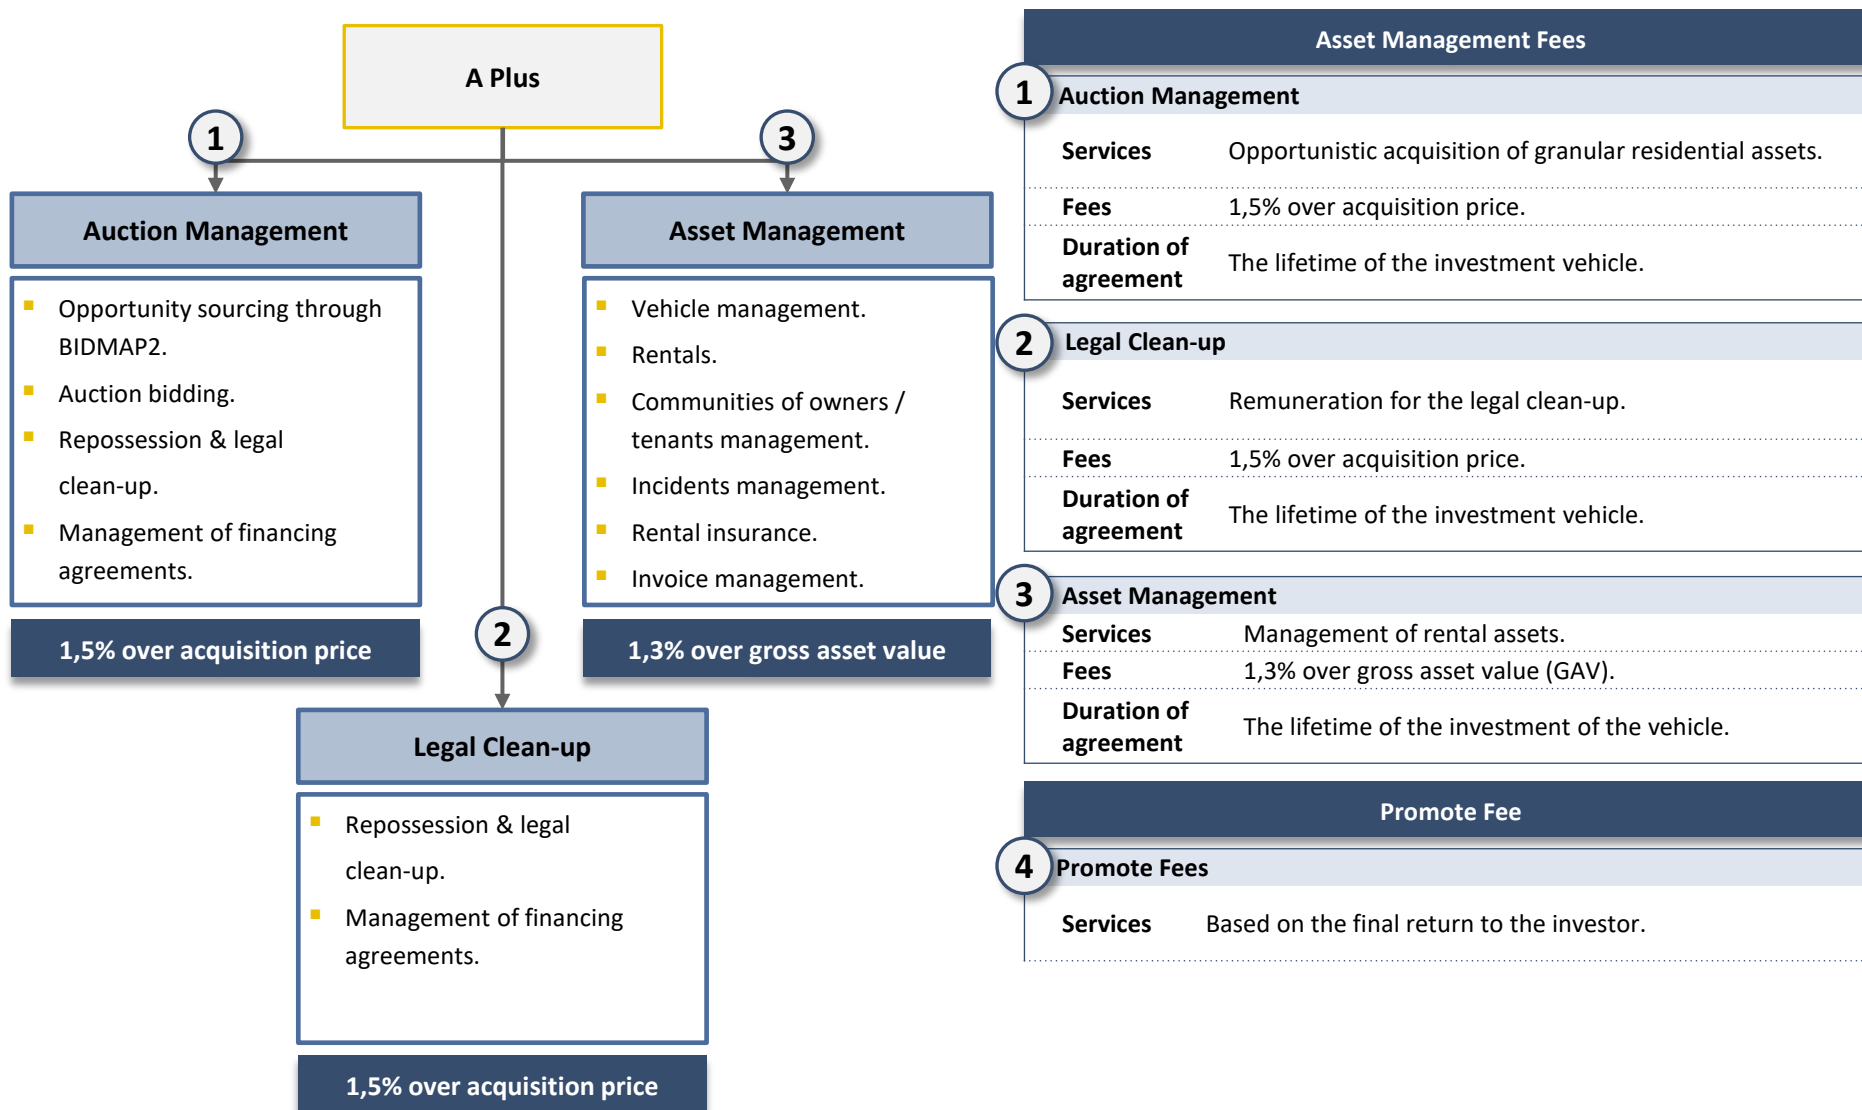 A Plus
1
3
Auction Management
Opportunity sourcing through
BIDMAP2.
Auction bidding.
Repossession & legal
clean-up.
Management of financing
agreements.
1,5% over acquisition price
Asset Management
Vehicle management.
Rentals.
Communities of owners /
tenants management.
Incidents management.
Rental insurance.
Invoice management.
1,3% over gross asset value
2
Legal Clean-up
Repossession & legal
clean-up.
Management of financing
agreements.
1,5% over acquisition price
Asset Management Fees
1 Auction Management
Services Opportunistic acquisition of granular residential assets.
Fees 1,5% over acquisition price.
Duration of
agreement The lifetime of the investment vehicle.
2 Legal Clean-up
Services Remuneration for the legal clean-up.
Fees 1,5% over acquisition price.
Duration of
agreement The lifetime of the investment vehicle.
3 Asset Management
Services Management of rental assets.
Fees 1,3% over gross asset value (GAV).
Duration of
agreement The lifetime of the investment of the vehicle.
Promote Fee
4 Promote Fees
Services Based on the final return to the investor.